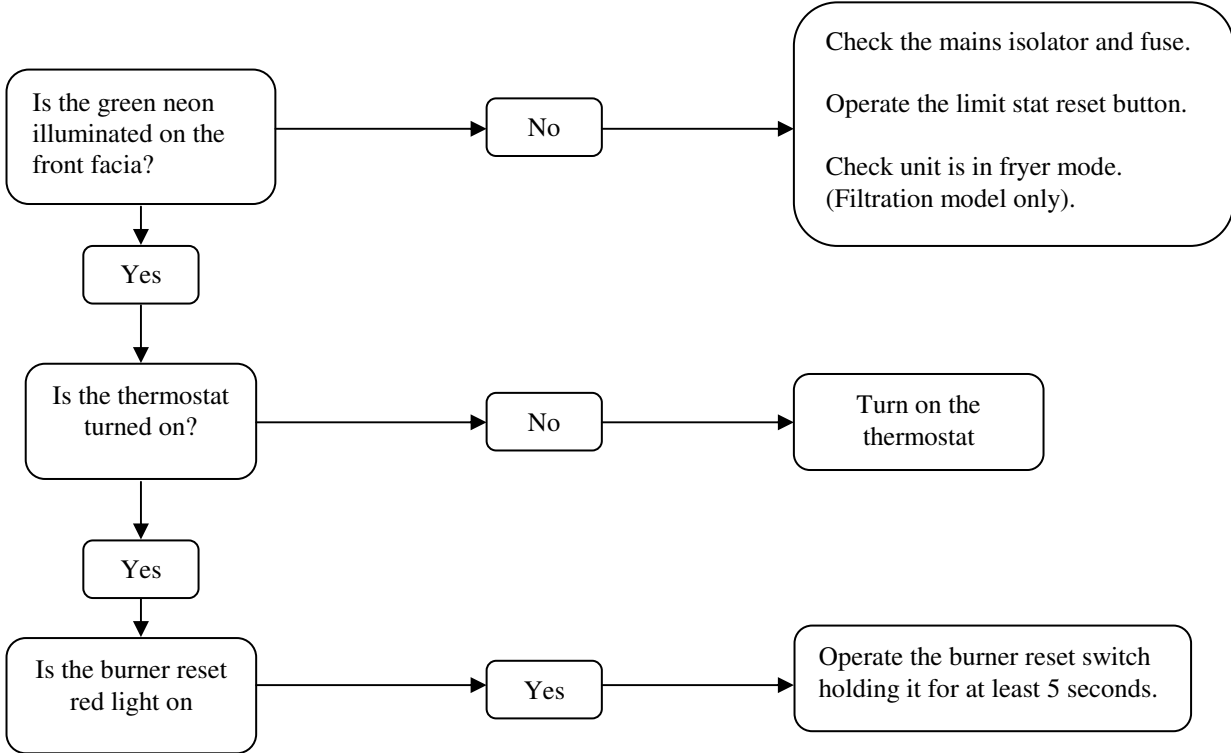 Is the green neon
illuminated on the
front facia?
No
Check the mains isolator and fuse.
Operate the limit stat reset button.
Check unit is in fryer mode.
(Filtration model only).
Yes
Is the thermostat
turned on?
No
Turn on the
thermostat
Yes
Is the burner reset
red light on
Yes
Operate the burner reset switch
holding it for at least 5 seconds.